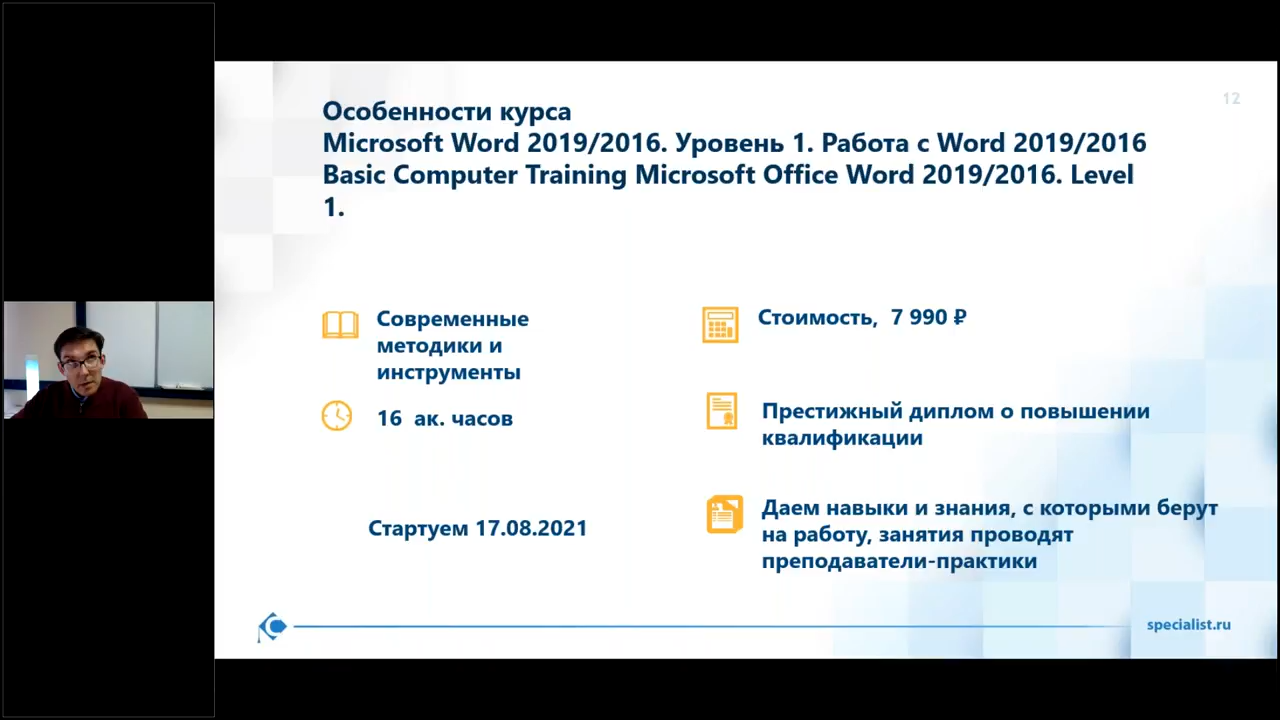 12
Особенности курса
Microsoft Word 2019/2016. Уровень 1. Работа с Word 2019/2016
Basic Computer Training Microsoft Office Word 2019/2016. Level
1.
Современные
методики и
инструменты
16 ак. часов
Стартуем 17.08.2021
Стоимость, 7 990 ₽
Престижный диплом о повышении
квалификации
Даем навыки и знания, с которыми берут
на работу, занятия проводят
преподаватели-практики
specialist.ru